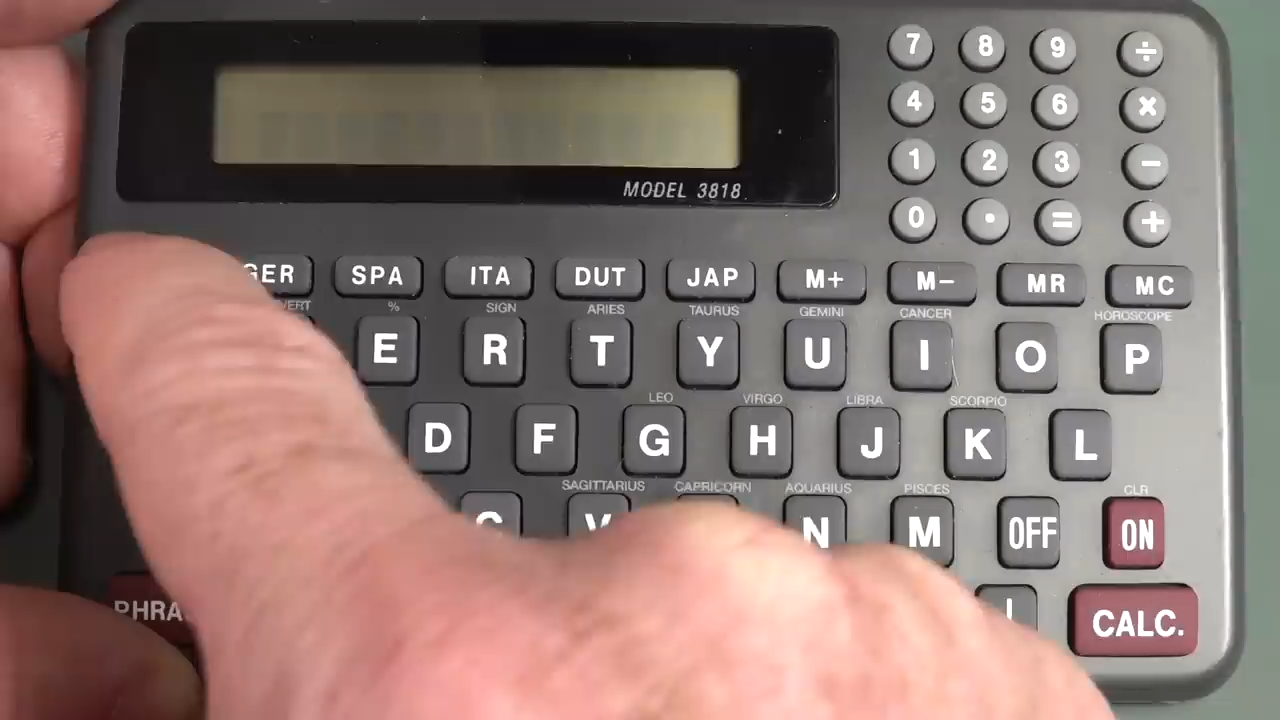 7 8 9 ÷
4 5 6 ×
MODEL 3818
1 2 3 −
0 • = +
GER SPA ITA DUT JAP M+ M− MR MC
% SIGN ARIES TAURUS GEMINI CANCER HOROSCOPE
E R T Y U I O P
LEO VIRGO LIBRA SCORPIO
D F G H J K L
SAGITTARIUS CAPRICORN AQUARIUS PISCES CLR
C V N M OFF ON
CALC.